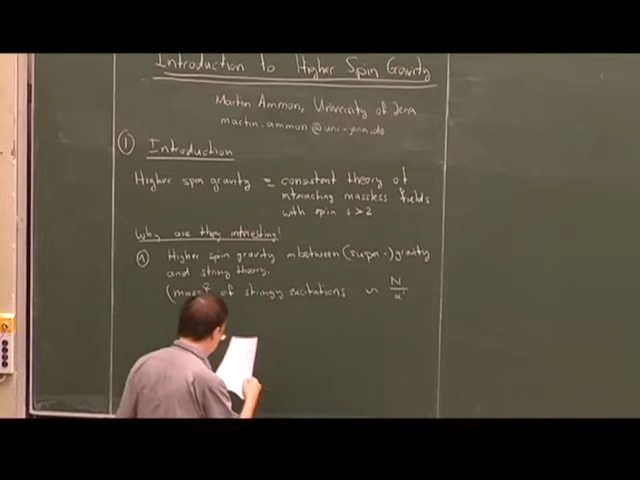 Introduction to Higher Spin Gravity
Martin Ammon, University of Jena
martin.ammon@uni-jena.de
① Introduction
Higher spin gravity = consistent theory of
interacting massless fields
with spin s>2
Why are they interesting?
① Higher spin gravity inbetween (super-) gravity
and string theory.
(mass² of stringy excitations ~ N/α'